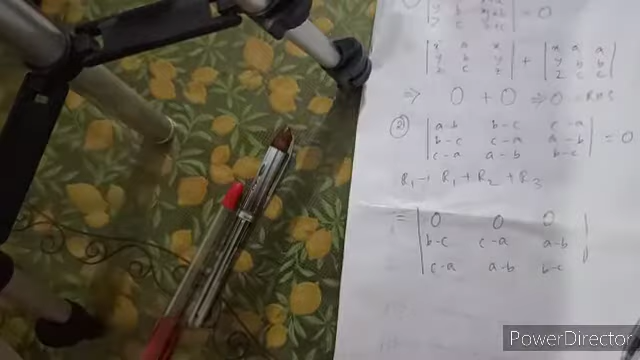 | x a x+a |
| y b y+b | = 0
| z c z+c |
| x a x | + | x a a |
| y b y | + | y b b |
| z c z | + | z c c |
⇒ 0 + 0 ⇒ 0 = RHS
(2) | a-b b-c c-a |
| b-c c-a a-b | = 0
| c-a a-b b-c |
R₁→ R₁ + R₂ + R₃
= | 0 0 0 |
| b-c c-a a-b |
| c-a a-b b-c |
PowerDirector